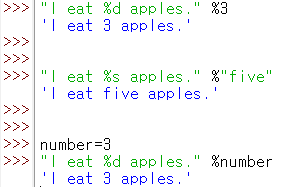 >>> "I eat %d apples." %3
'I eat 3 apples.'
>>>
>>>
>>> "I eat %s apples." %"five"
'I eat five apples.'
>>>
>>>
>>> number=3
>>> "I eat %d apples." %number
'I eat 3 apples.'